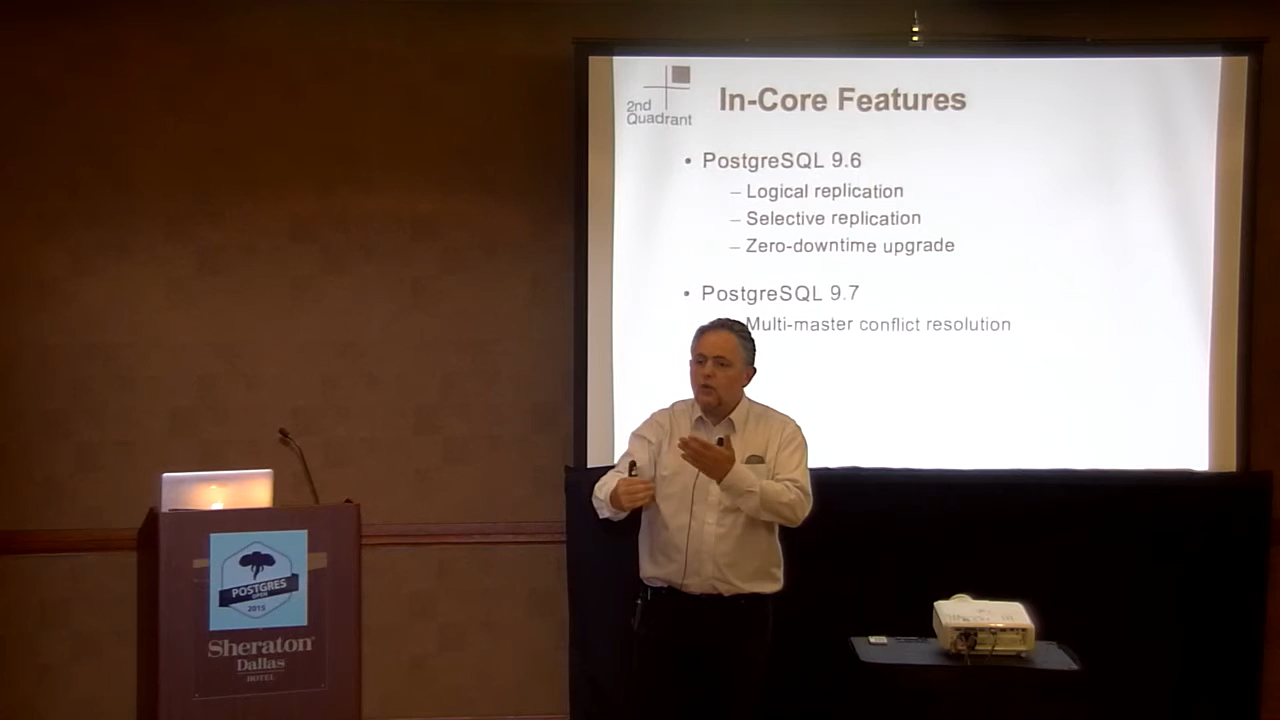 2nd
Quadrant
In-Core Features
• PostgreSQL 9.6
– Logical replication
– Selective replication
– Zero-downtime upgrade
• PostgreSQL 9.7
Multi-master conflict resolution
POSTGRES
OPEN
2015
Sheraton®
Dallas
HOTEL